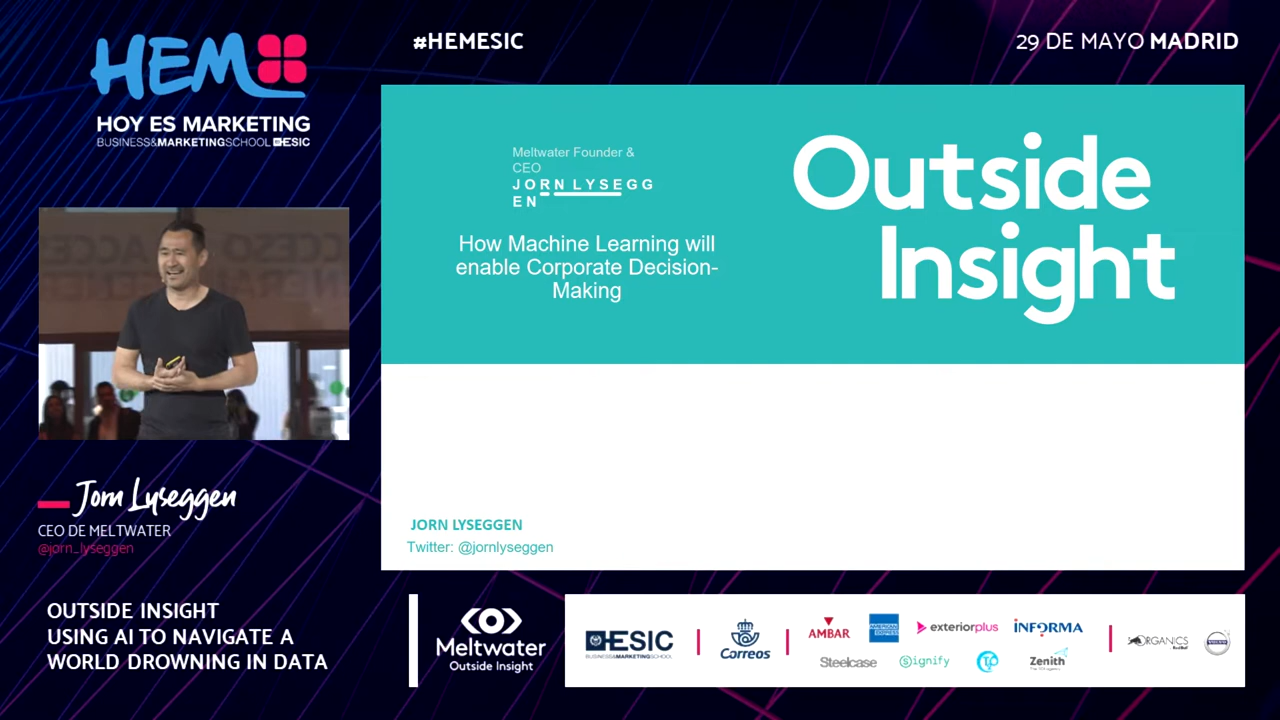 HEM
HOY ES MARKETING
BUSINESS&MARKETINGSCHOOL ESIC
#HEMESIC
29 DE MAYO MADRID
Meltwater Founder &
CEO
JORN LYSEGG
EN
How Machine Learning will
enable Corporate Decision-
Making
Outside
Insight
JORN LYSEGGEN
Twitter: @jornlyseggen
Jorn Lyseggen
CEO DE MELTWATER
@jorn_lyseggen
OUTSIDE INSIGHT
USING AI TO NAVIGATE A
WORLD DROWNING IN DATA
Meltwater
Outside Insight
ESIC
BUSINESS&MARKETINGSCHOOL
Correos
AMBAR
AMERICAN EXPRESS
exteriorplus
INFORMA
Steelcase
Signify
Zenith
ORGANICS